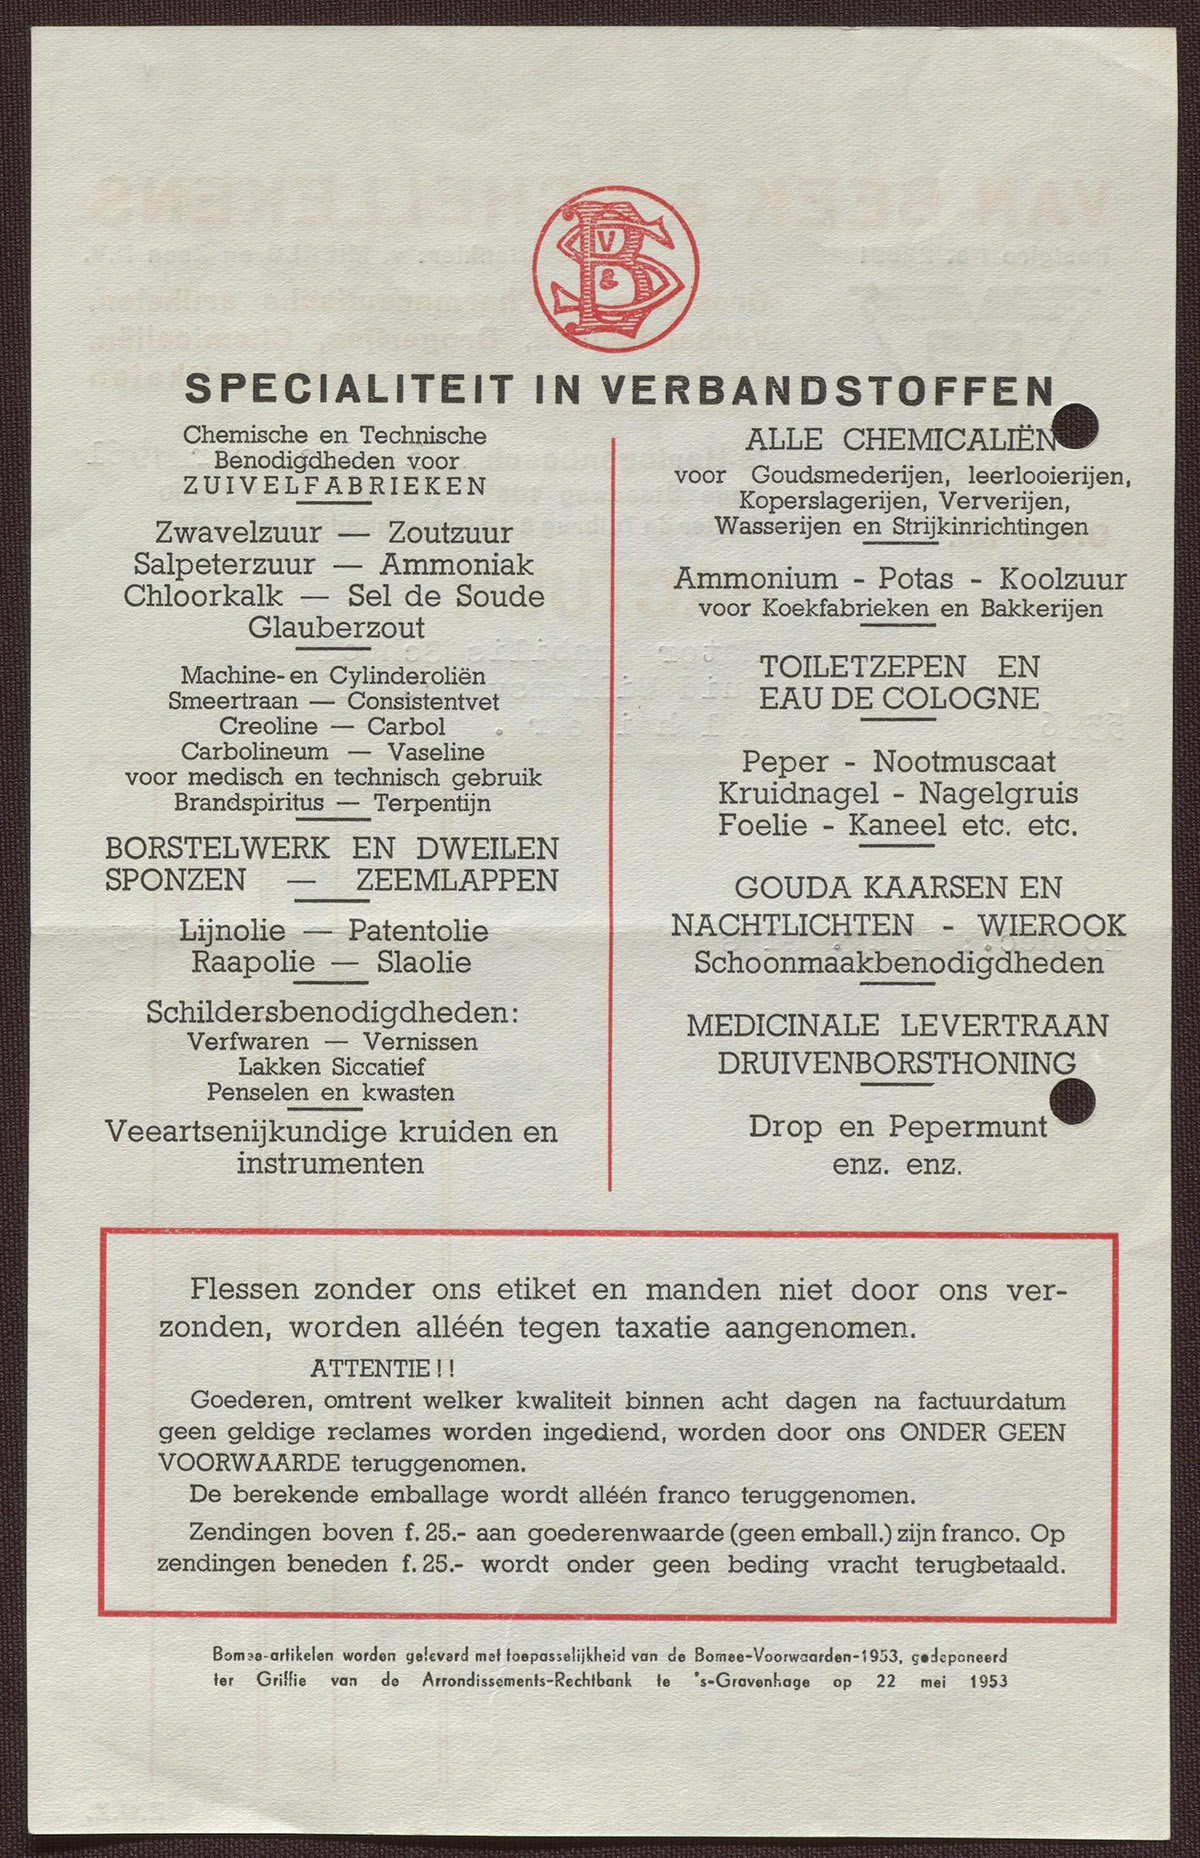 V
B
&
S
SPECIALITEIT IN VERBANDSTOFFEN
Chemische en Technische
Benodigdheden voor
ZUIVELFABRIEKEN
Zwavelzuur — Zoutzuur
Salpeterzuur — Ammoniak
Chloorkalk — Sel de Soude
Glauberzout
Machine- en Cylinderoliën
Smeertraan — Consistentvet
Creoline — Carbol
Carbolineum — Vaseline
voor medisch en technisch gebruik
Brandspiritus — Terpentijn
BORSTELWERK EN DWEILEN
SPONZEN — ZEEMLAPPEN
Lijnolie — Patentolie
Raapolie — Slaolie
Schildersbenodigdheden:
Verfwaren — Vernissen
Lakken Siccatief
Penselen en kwasten
Veeartsenijkundige kruiden en
instrumenten
ALLE CHEMICALIËN
voor Goudsmederijen, leerlooierijen,
Koperslagerijen, Ververijen,
Wasserijen en Strijkinrichtingen
Ammonium - Potas - Koolzuur
voor Koekfabrieken en Bakkerijen
TOILETZEPEN EN
EAU DE COLOGNE
Peper - Nootmuscaat
Kruidnagel - Nagelgruis
Foelie - Kaneel etc. etc.
GOUDA KAARSEN EN
NACHTLICHTEN - WIEROOK
Schoonmaakbenodigdheden
MEDICINALE LEVERTRAAN
DRUIVENBORSTHONING
Drop en Pepermunt
enz. enz.
Flessen zonder ons etiket en manden niet door ons ver-
zonden, worden alléén tegen taxatie aangenomen.
ATTENTIE!!
Goederen, omtrent welker kwaliteit binnen acht dagen na factuurdatum
geen geldige reclames worden ingediend, worden door ons ONDER GEEN
VOORWAARDE teruggenomen.
De berekende emballage wordt alléén franco teruggenomen.
Zendingen boven f. 25.- aan goederenwaarde (geen emball.) zijn franco. Op
zendingen beneden f. 25.- wordt onder geen beding vracht terugbetaald.
Bomee-artikelen worden geleverd met toepasselijkheid van de Bomee-Voorwaarden-1953, gedeponeerd
ter Griffie van de Arrondissements-Rechtbank te 's-Gravenhage op 22 mei 1953